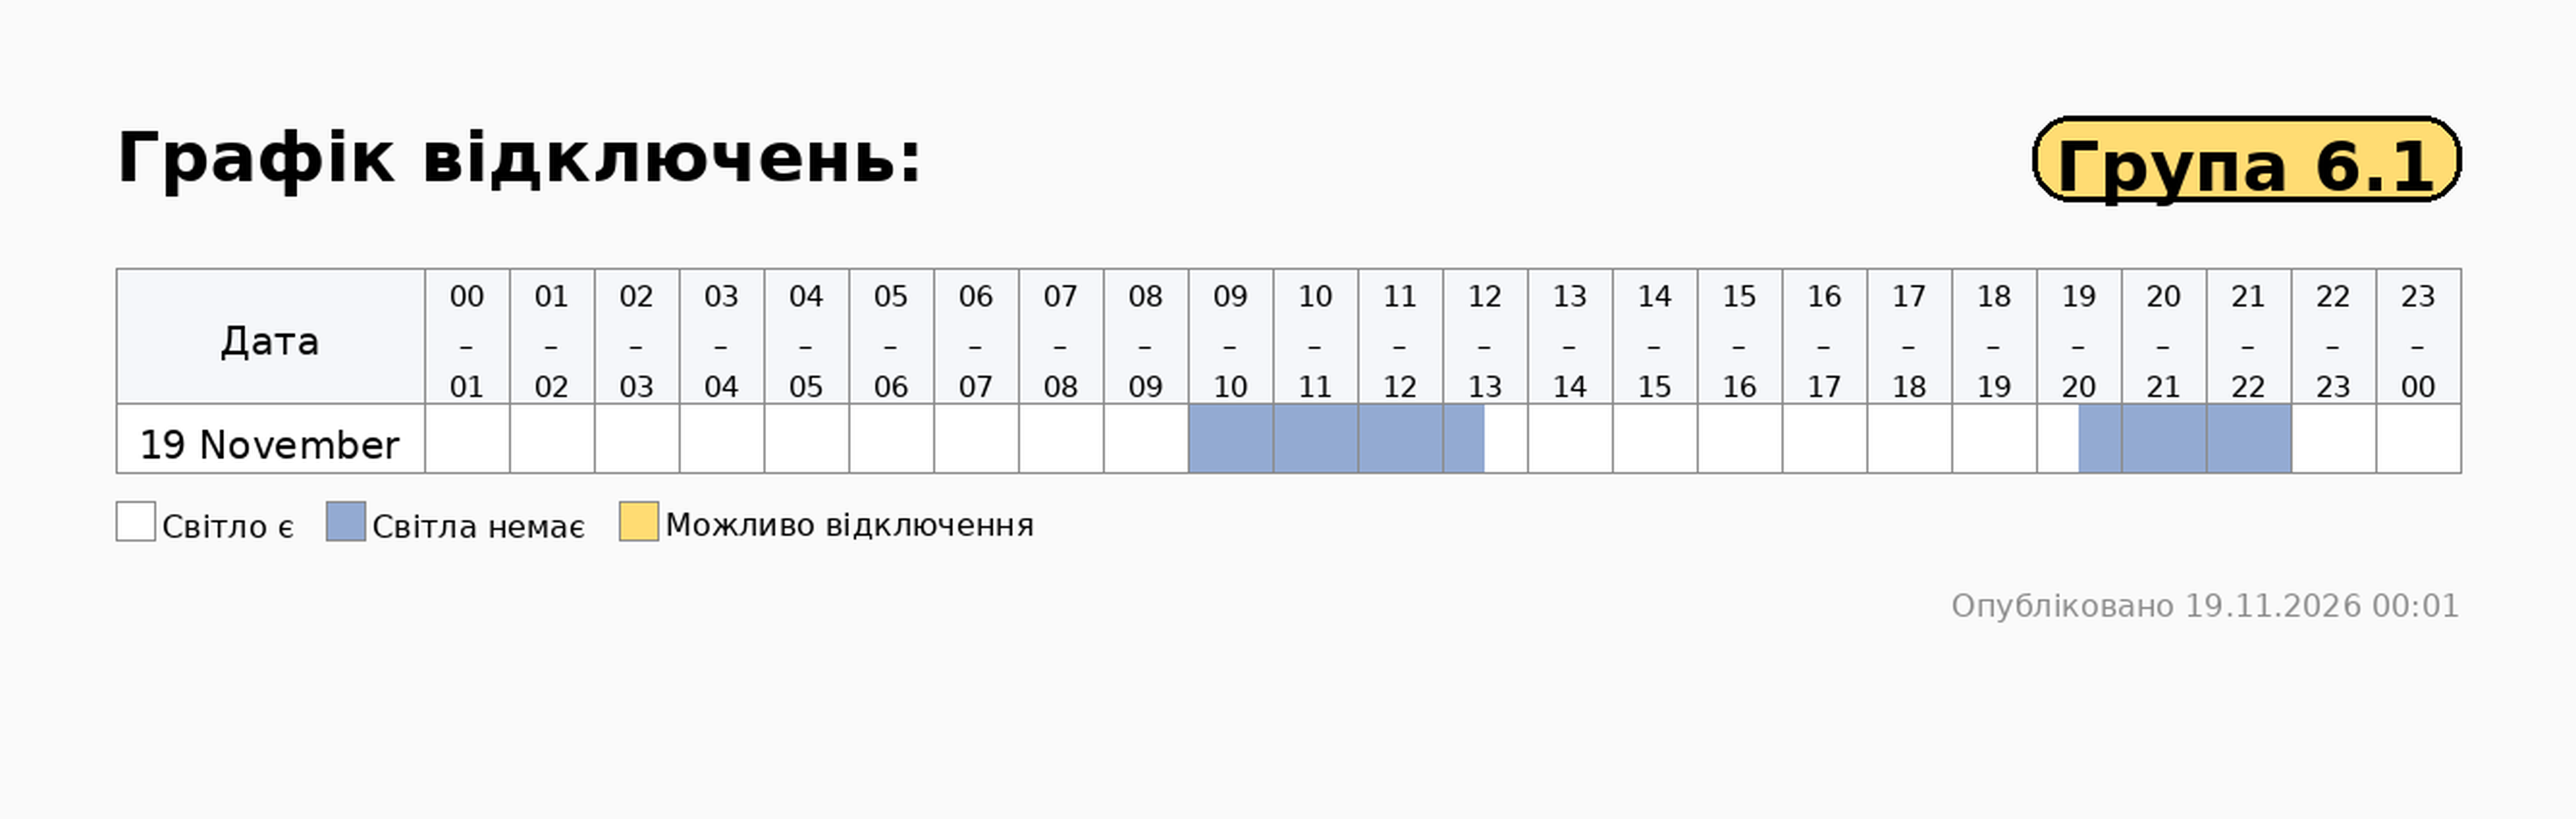 Графік відключень:
Група 6.1
Дата
00 – 01
01 – 02
02 – 03
03 – 04
04 – 05
05 – 06
06 – 07
07 – 08
08 – 09
09 – 10
10 – 11
11 – 12
12 – 13
13 – 14
14 – 15
15 – 16
16 – 17
17 – 18
18 – 19
19 – 20
20 – 21
21 – 22
22 – 23
23 – 00
19 November
Світло є
Світла немає
Можливо відключення
Опубліковано 19.11.2026 00:01